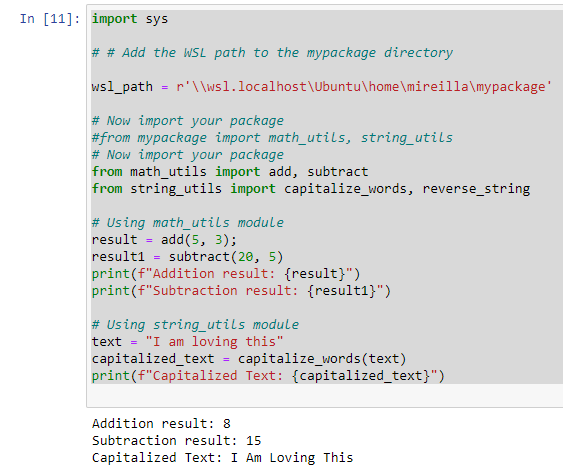 In [11]: import sys
# # Add the WSL path to the mypackage directory
wsl_path = r'\\wsl.localhost\Ubuntu\home\mireilla\mypackage'
# Now import your package
#from mypackage import math_utils, string_utils
# Now import your package
from math_utils import add, subtract
from string_utils import capitalize_words, reverse_string
# Using math_utils module
result = add(5, 3);
result1 = subtract(20, 5)
print(f"Addition result: {result}")
print(f"Subtraction result: {result1}")
# Using string_utils module
text = "I am loving this"
capitalized_text = capitalize_words(text)
print(f"Capitalized Text: {capitalized_text}")
Addition result: 8
Subtraction result: 15
Capitalized Text: I Am Loving This